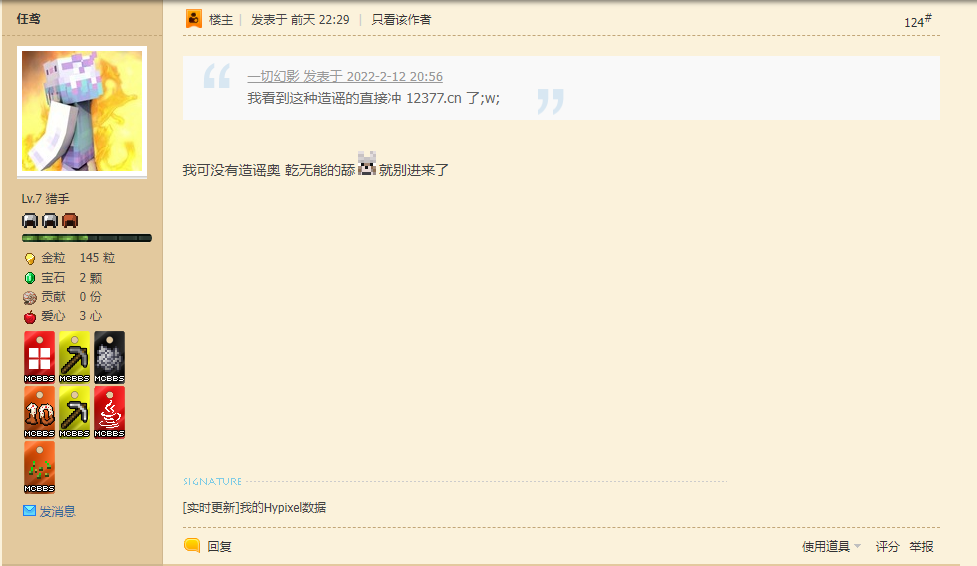 任鸢
楼主 | 发表于 前天 22:29 | 只看该作者
124#
一切幻影 发表于 2022-2-12 20:56
我看到这种造谣的直接冲 12377.cn 了;w;
我可没有造谣奥 乾无能的舔就别进来了
Lv.7 猎手
金粒 145 粒
宝石 2 颗
贡献 0 份
爱心 3 心
MCBBS MCBBS MCBBS
10
MCBBS MCBBS MCBBS
MCBBS
发消息
SIGNATURE
[实时更新]我的Hypixel数据
回复
使用道具 评分 举报